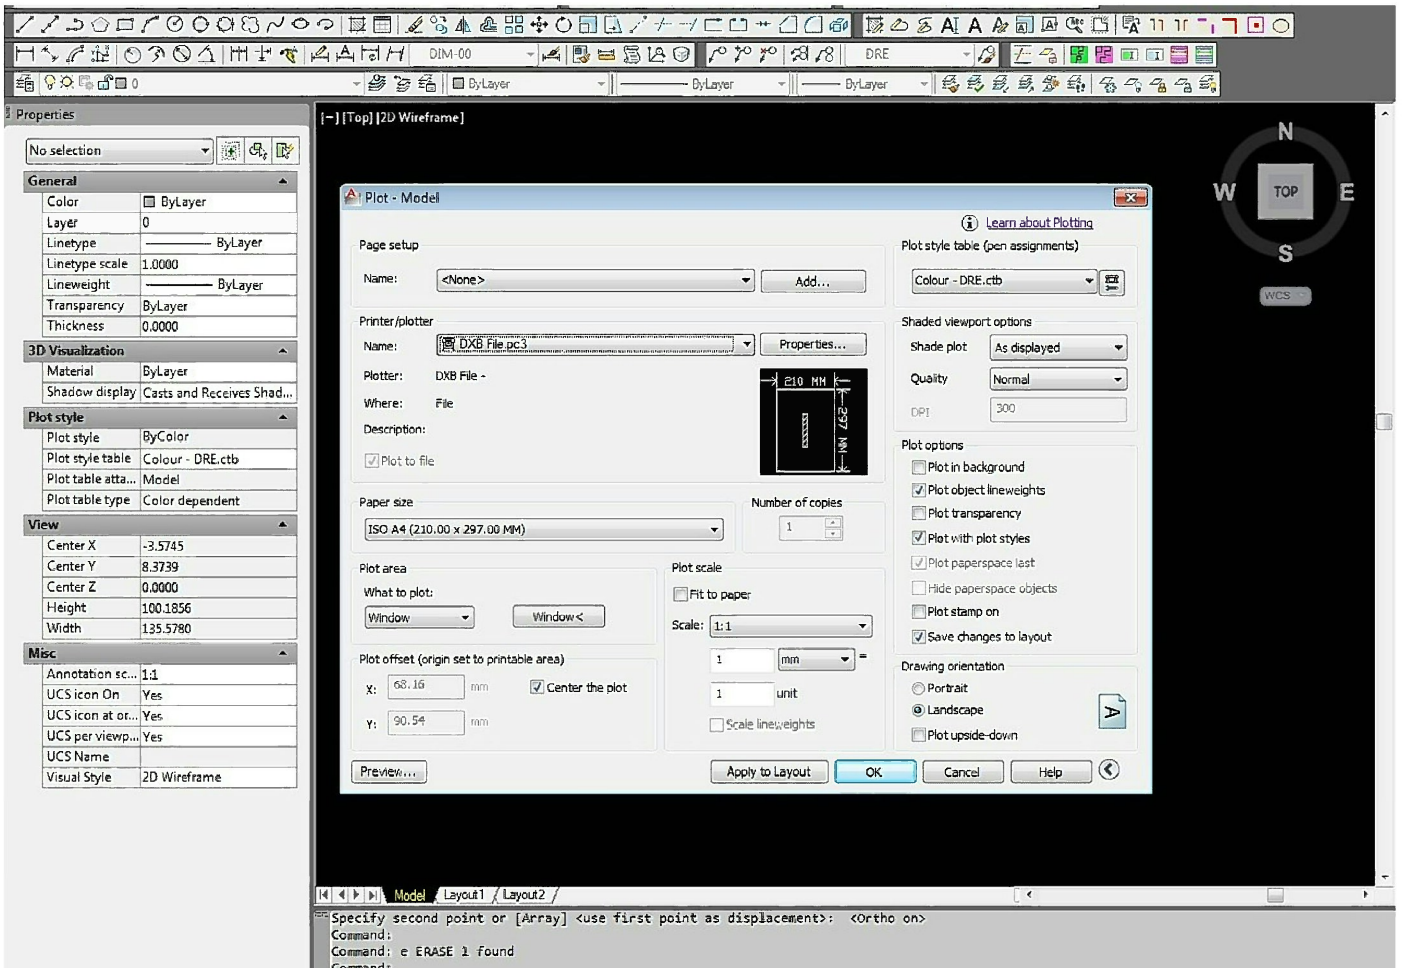 DIM-00
DRE
0
ByLayer
ByLayer
ByLayer
Properties
No selection
General
Color ByLayer
Layer 0
Linetype ByLayer
Linetype scale 1.0000
Lineweight ByLayer
Transparency ByLayer
Thickness 0.0000
3D Visualization
Material ByLayer
Shadow display Casts and Receives Shad...
Plot style
Plot style ByColor
Plot style table Colour - DRE.ctb
Plot table atta... Model
Plot table type Color dependent
View
Center X -3.5745
Center Y 8.3739
Center Z 0.0000
Height 100.1856
Width 135.5780
Misc
Annotation sc... 1:1
UCS icon On Yes
UCS icon at or... Yes
UCS per viewp... Yes
UCS Name
Visual Style 2D Wireframe
[-] [Top] [2D Wireframe]
N
W TOP E
S
WCS
Plot - Model
Learn about Plotting
Page setup
Name: <None> Add...
Printer/plotter
Name: DXB File.pc3 Properties...
Plotter: DXB File -
Where: File
Description:
Plot to file
210 MM
297 MM
Paper size
ISO A4 (210.00 x 297.00 MM)
Number of copies
1
Plot area
What to plot:
Window Window<
Plot offset (origin set to printable area)
X: 68.16 mm Center the plot
Y: 90.54 mm
Plot scale
Fit to paper
Scale: 1:1
1 mm =
1 unit
Scale lineweights
Plot style table (pen assignments)
Colour - DRE.ctb
Shaded viewport options
Shade plot As displayed
Quality Normal
DPI 300
Plot options
Plot in background
Plot object lineweights
Plot transparency
Plot with plot styles
Plot paperspace last
Hide paperspace objects
Plot stamp on
Save changes to layout
Drawing orientation
Portrait
Landscape
Plot upside-down
A
Preview... Apply to Layout OK Cancel Help
Model Layout1 Layout2
Specify second point or [Array] <use first point as displacement>: <Ortho on>
Command:
Command: e ERASE 1 found
Command: